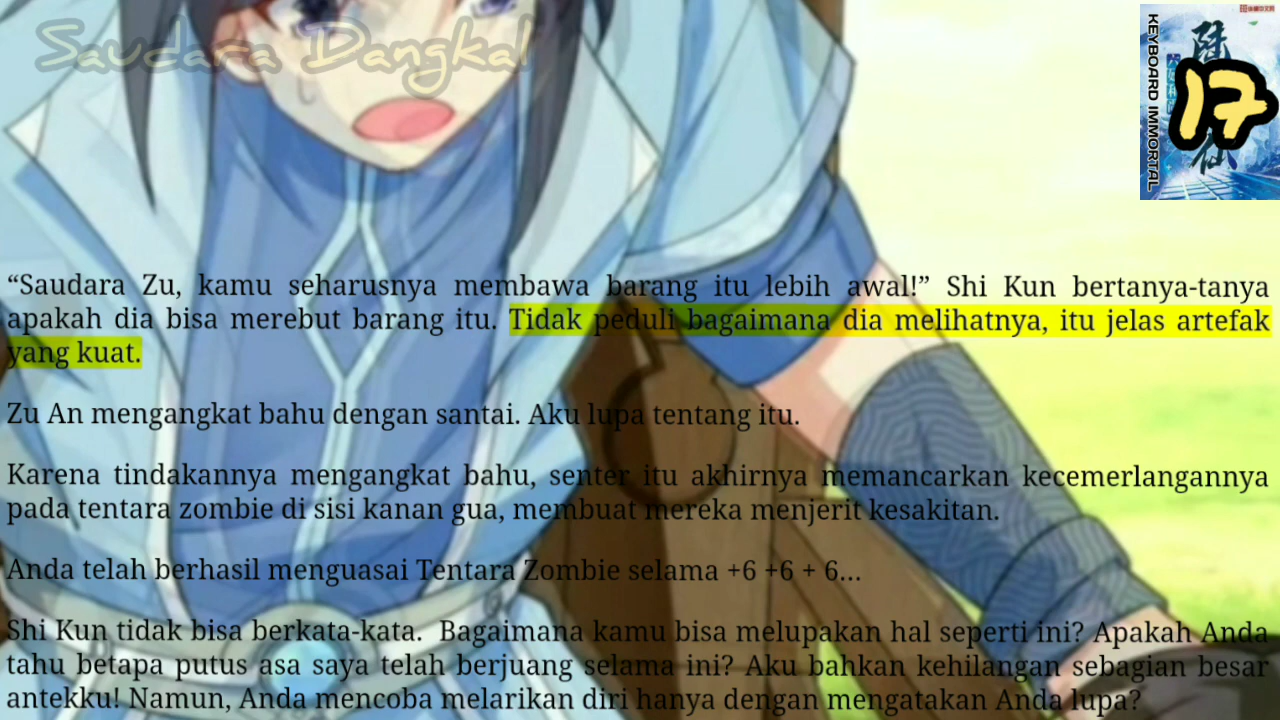 Saudara Dangkal
KEYBOARD IMMORTAL
17
“Saudara Zu, kamu seharusnya membawa barang itu lebih awal!” Shi Kun bertanya-tanya
apakah dia bisa merebut barang itu. Tidak peduli bagaimana dia melihatnya, itu jelas artefak
yang kuat.
Zu An mengangkat bahu dengan santai. Aku lupa tentang itu.
Karena tindakannya mengangkat bahu, senter itu akhirnya memancarkan kecemerlangannya
pada tentara zombie di sisi kanan gua, membuat mereka menjerit kesakitan.
Anda telah berhasil menguasai Tentara Zombie selama +6 +6 + 6...
Shi Kun tidak bisa berkata-kata.  Bagaimana kamu bisa melupakan hal seperti ini? Apakah Anda
tahu betapa putus asa saya telah berjuang selama ini? Aku bahkan kehilangan sebagian besar
antekku! Namun, Anda mencoba melarikan diri hanya dengan mengatakan Anda lupa?